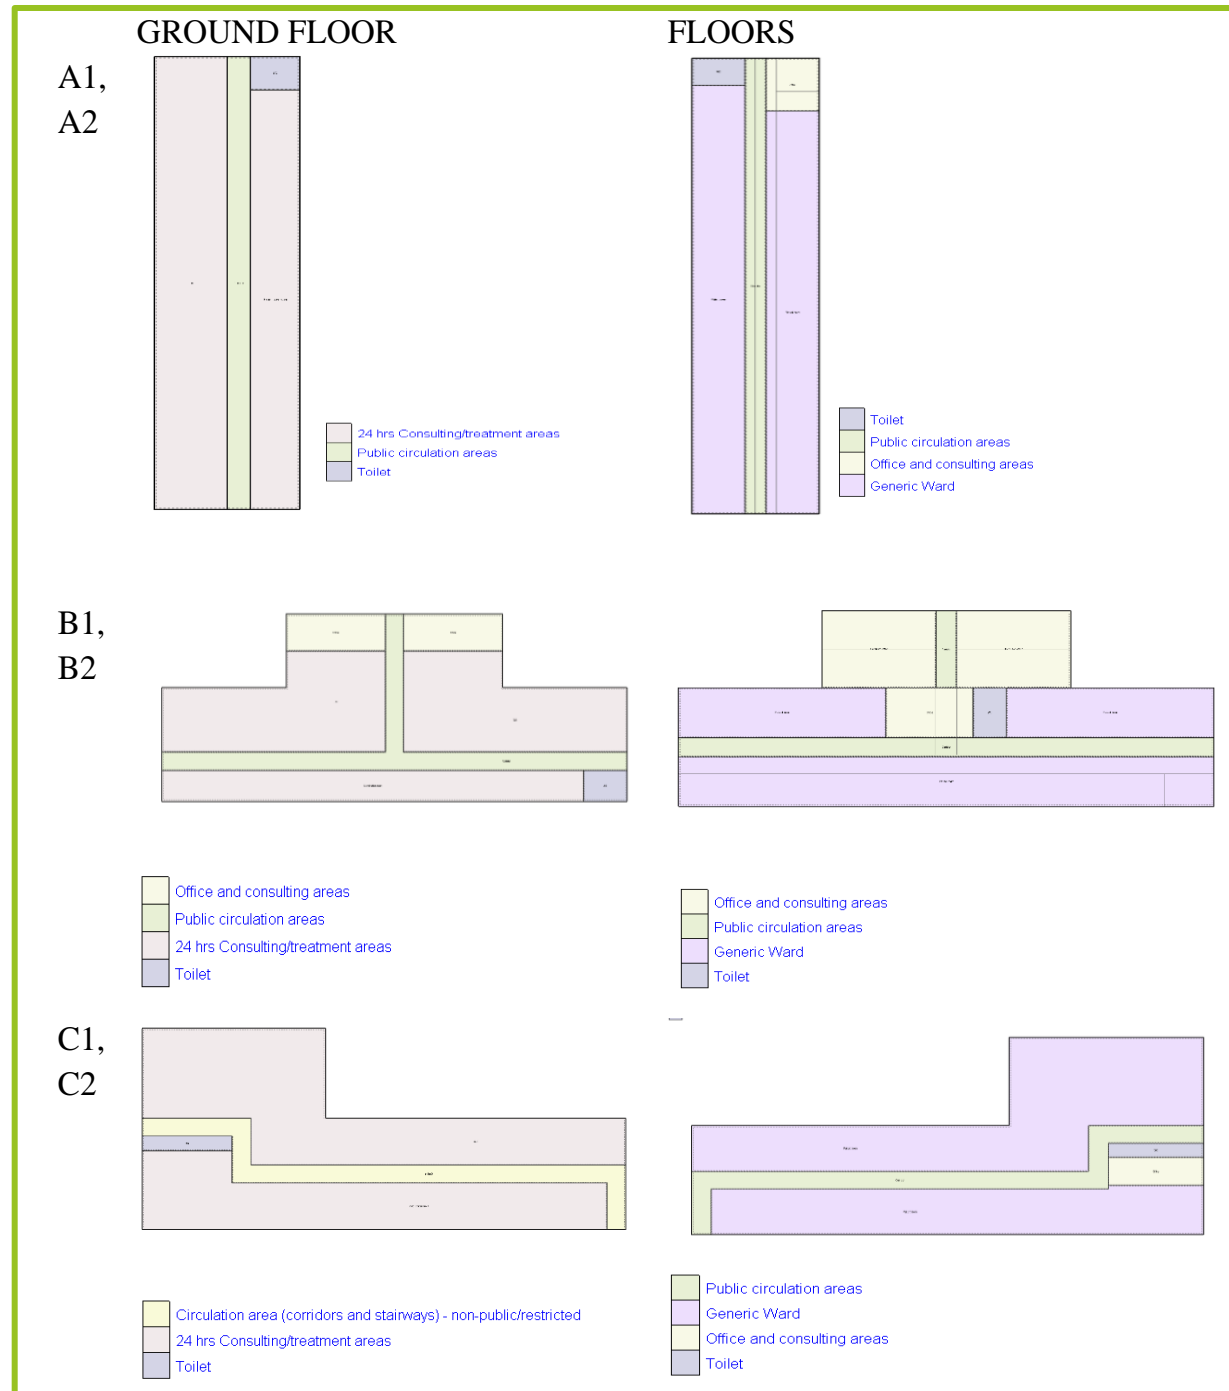 GROUND FLOOR
FLOORS
A1,
A2
24 hrs Consulting/treatment areas
Public circulation areas
Toilet
Toilet
Public circulation areas
Office and consulting areas
Generic Ward
B1,
B2
Office and consulting areas
Public circulation areas
24 hrs Consulting/treatment areas
Toilet
Office and consulting areas
Public circulation areas
Generic Ward
Toilet
C1,
C2
Circulation area (corridors and stairways) - non-public/restricted
24 hrs Consulting/treatment areas
Toilet
Public circulation areas
Generic Ward
Office and consulting areas
Toilet